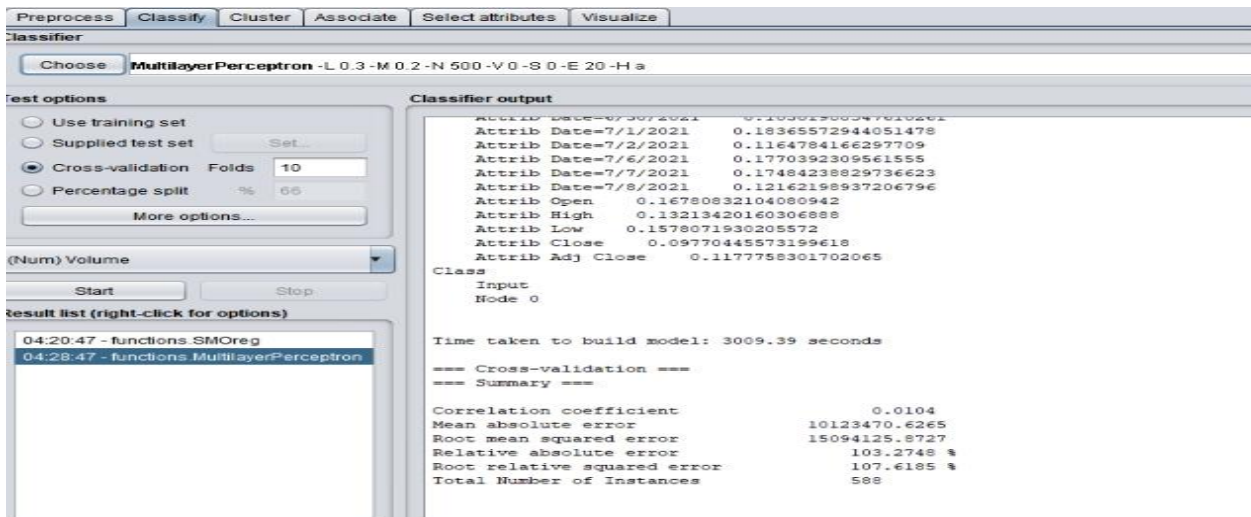 Preprocess Classify Cluster Associate Select attributes Visualize
Classifier
Choose MultilayerPerceptron -L 0.3 -M 0.2 -N 500 -V 0 -S 0 -E 20 -H a
Test options
Use training set
Supplied test set Set...
Cross-validation Folds 10
Percentage split % 66
More options...
(Num) Volume
Start Stop
Result list (right-click for options)
04:20:47 - functions.SMOreg
04:28:47 - functions.MultilayerPerceptron
Classifier output
Attrib Date=6/30/2021
Attrib Date=7/1/2021 0.18365572944051478
Attrib Date=7/2/2021 0.1164784166297709
Attrib Date=7/6/2021 0.1770392309561555
Attrib Date=7/7/2021 0.17484238829736623
Attrib Date=7/8/2021 0.12162198937206796
Attrib Open 0.16780832104080942
Attrib High 0.13213420160306888
Attrib Low 0.1578071930205572
Attrib Close 0.09770445573199618
Attrib Adj Close 0.1177758301702065
Class
Input
Node 0
Time taken to build model: 3009.39 seconds
=== Cross-validation ===
=== Summary ===
Correlation coefficient 0.0104
Mean absolute error 10123470.6265
Root mean squared error 15094125.8727
Relative absolute error 103.2748 %
Root relative squared error 107.6185 %
Total Number of Instances 588